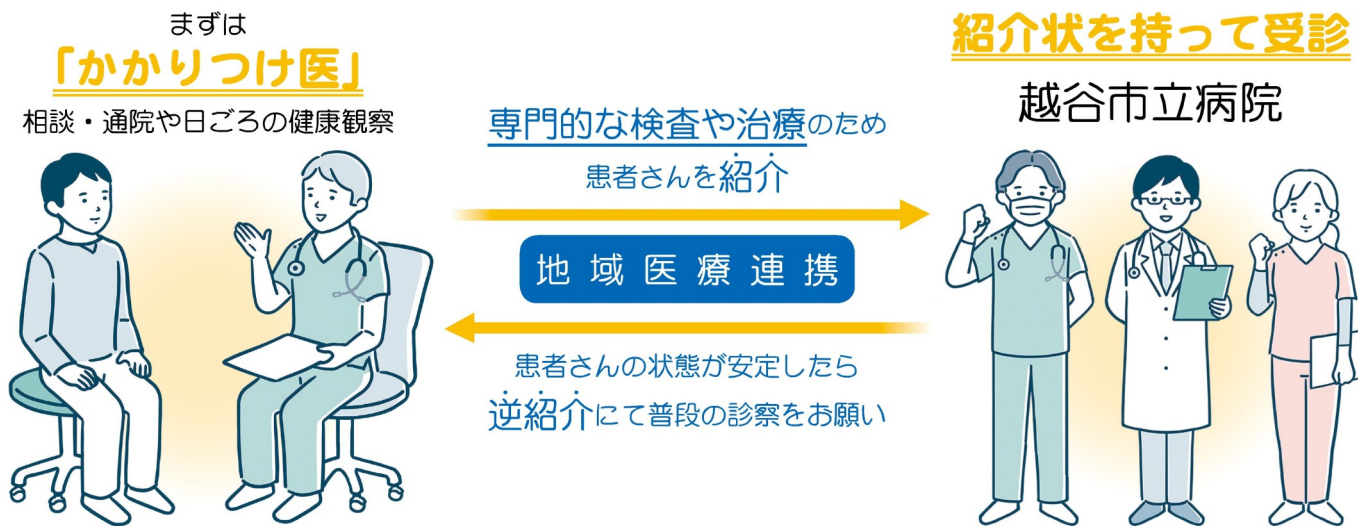 まずは
「かかりつけ医」
相談・通院や日ごろの健康観察
専門的な検査や治療のため
患者さんを紹介
地域医療連携
患者さんの状態が安定したら
逆紹介にて普段の診察をお願い
紹介状を持って受診
越谷市立病院